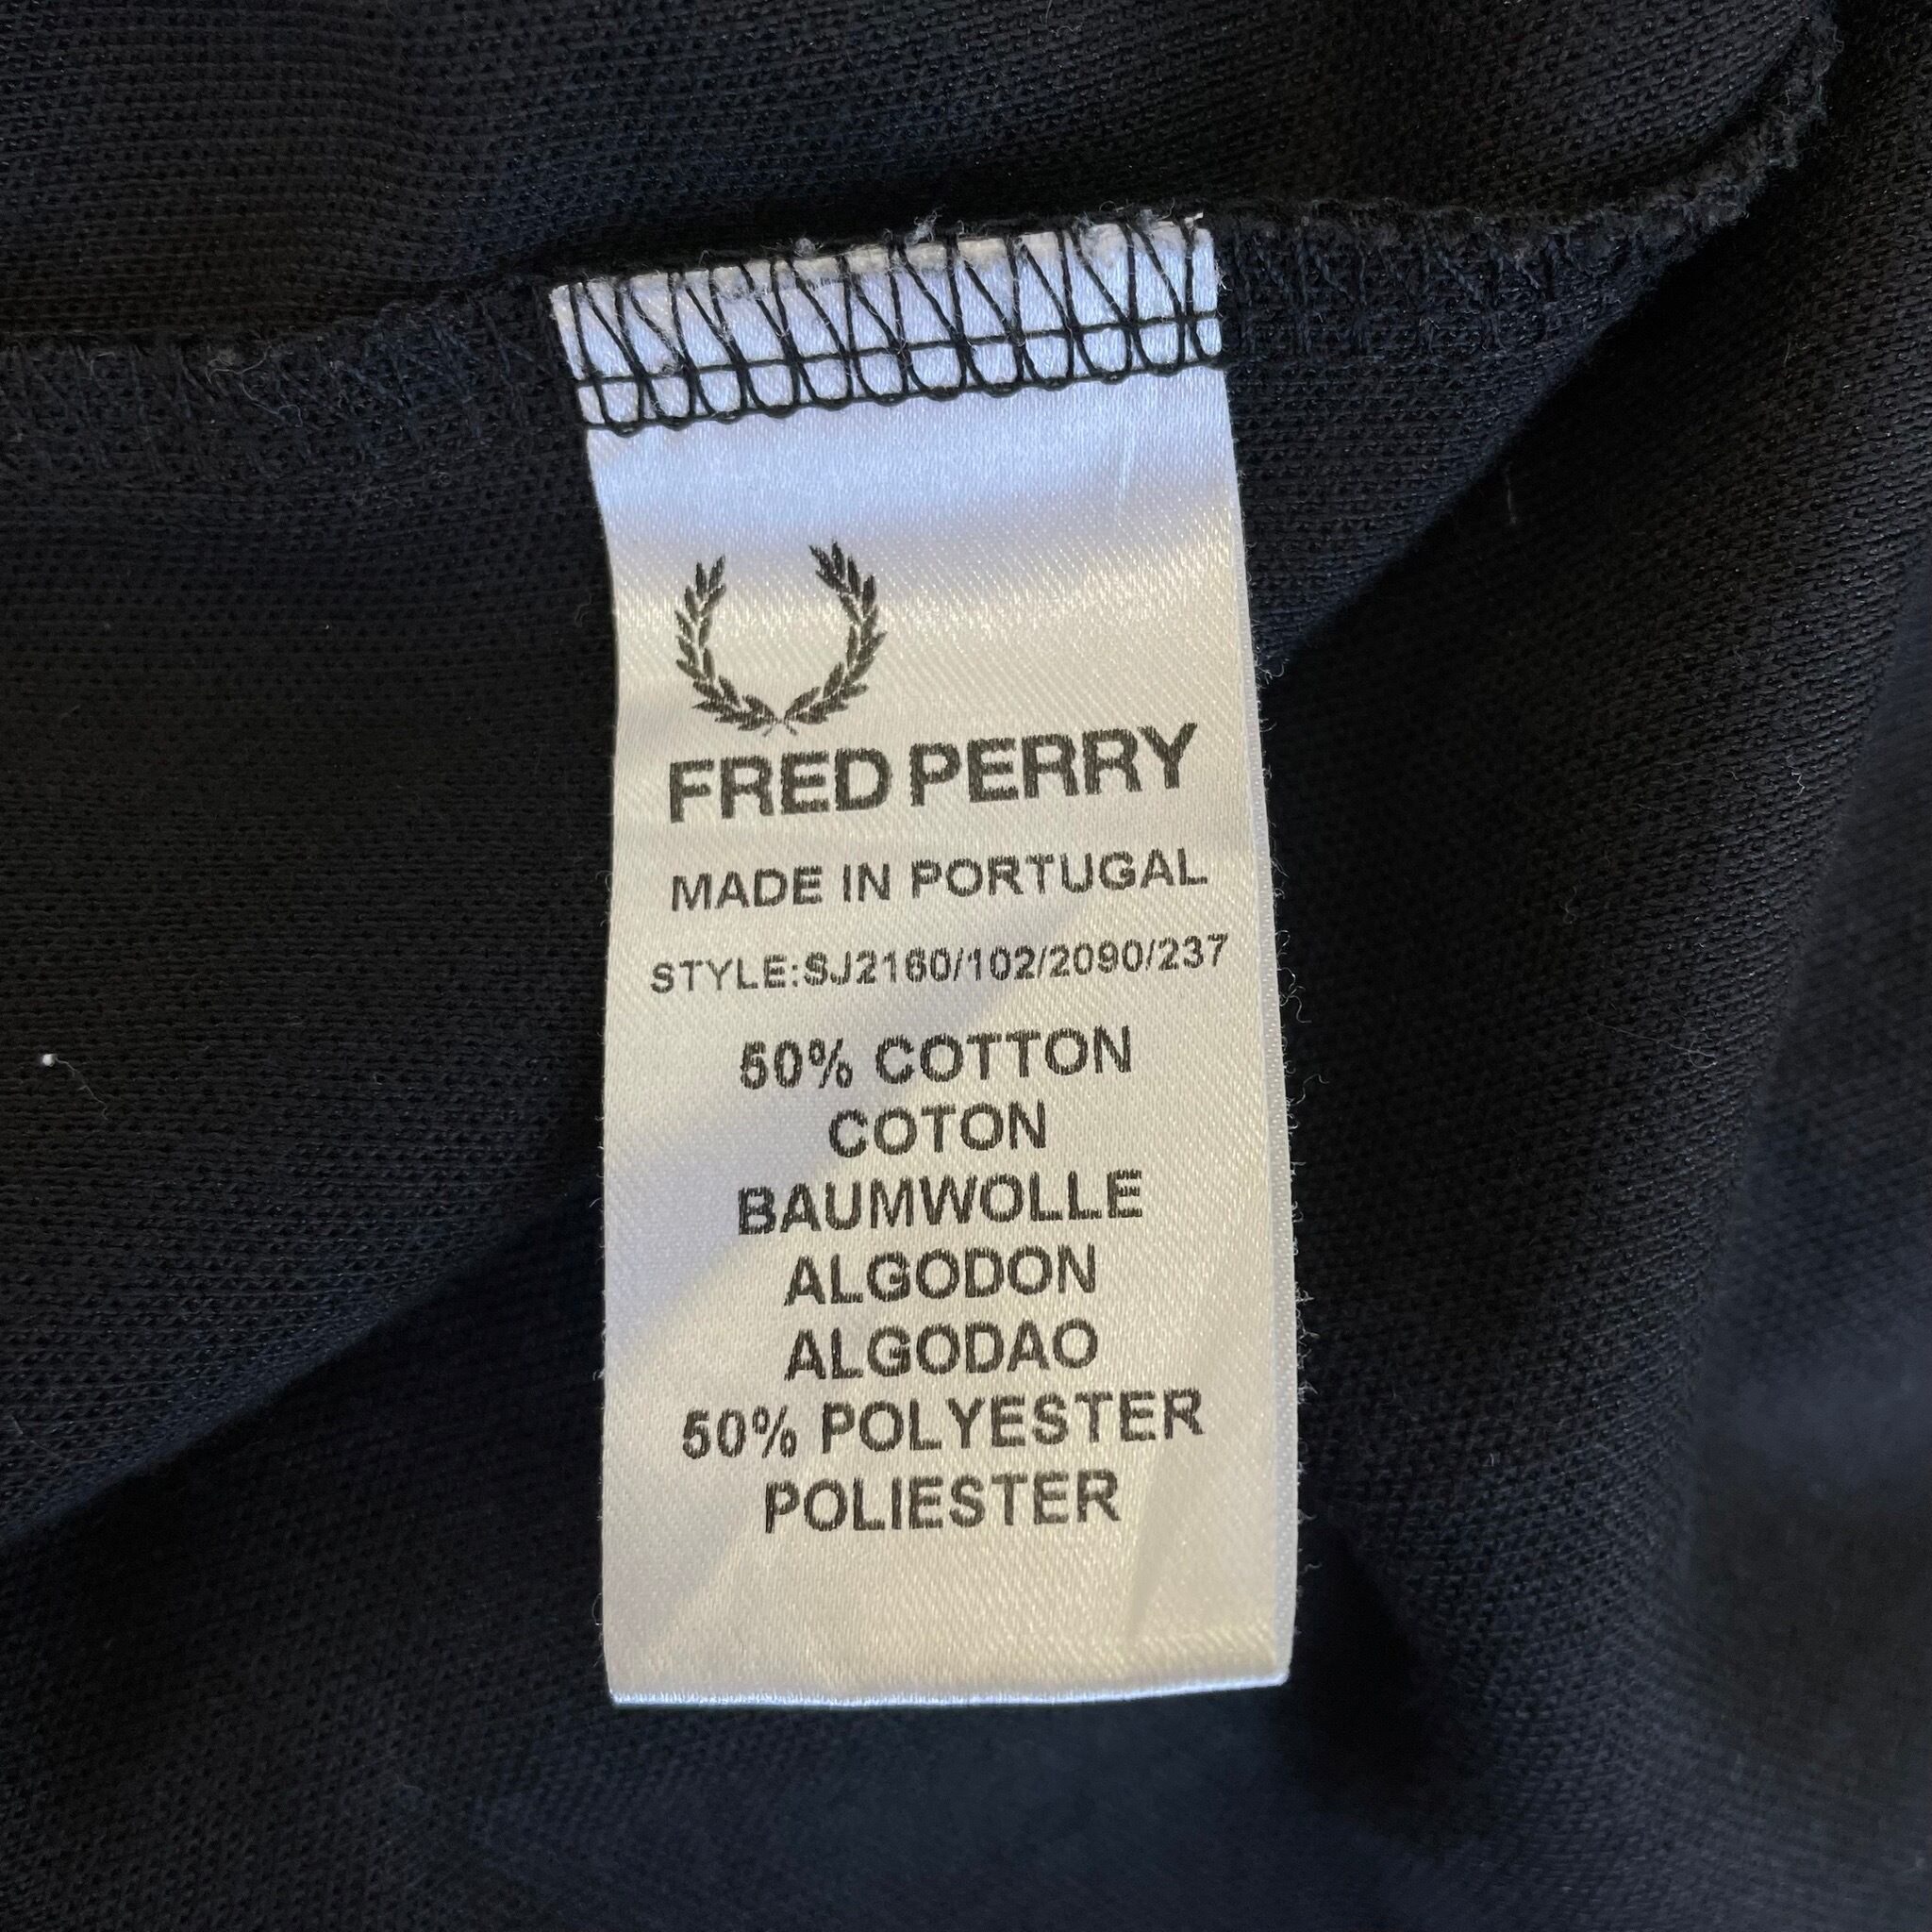 FRED PERRY
MADE IN PORTUGAL
STYLE:SJ2160/102/2090/237
50% COTTON
COTON
BAUMWOLLE
ALGODON
ALGODAO
50% POLYESTER
POLIESTER